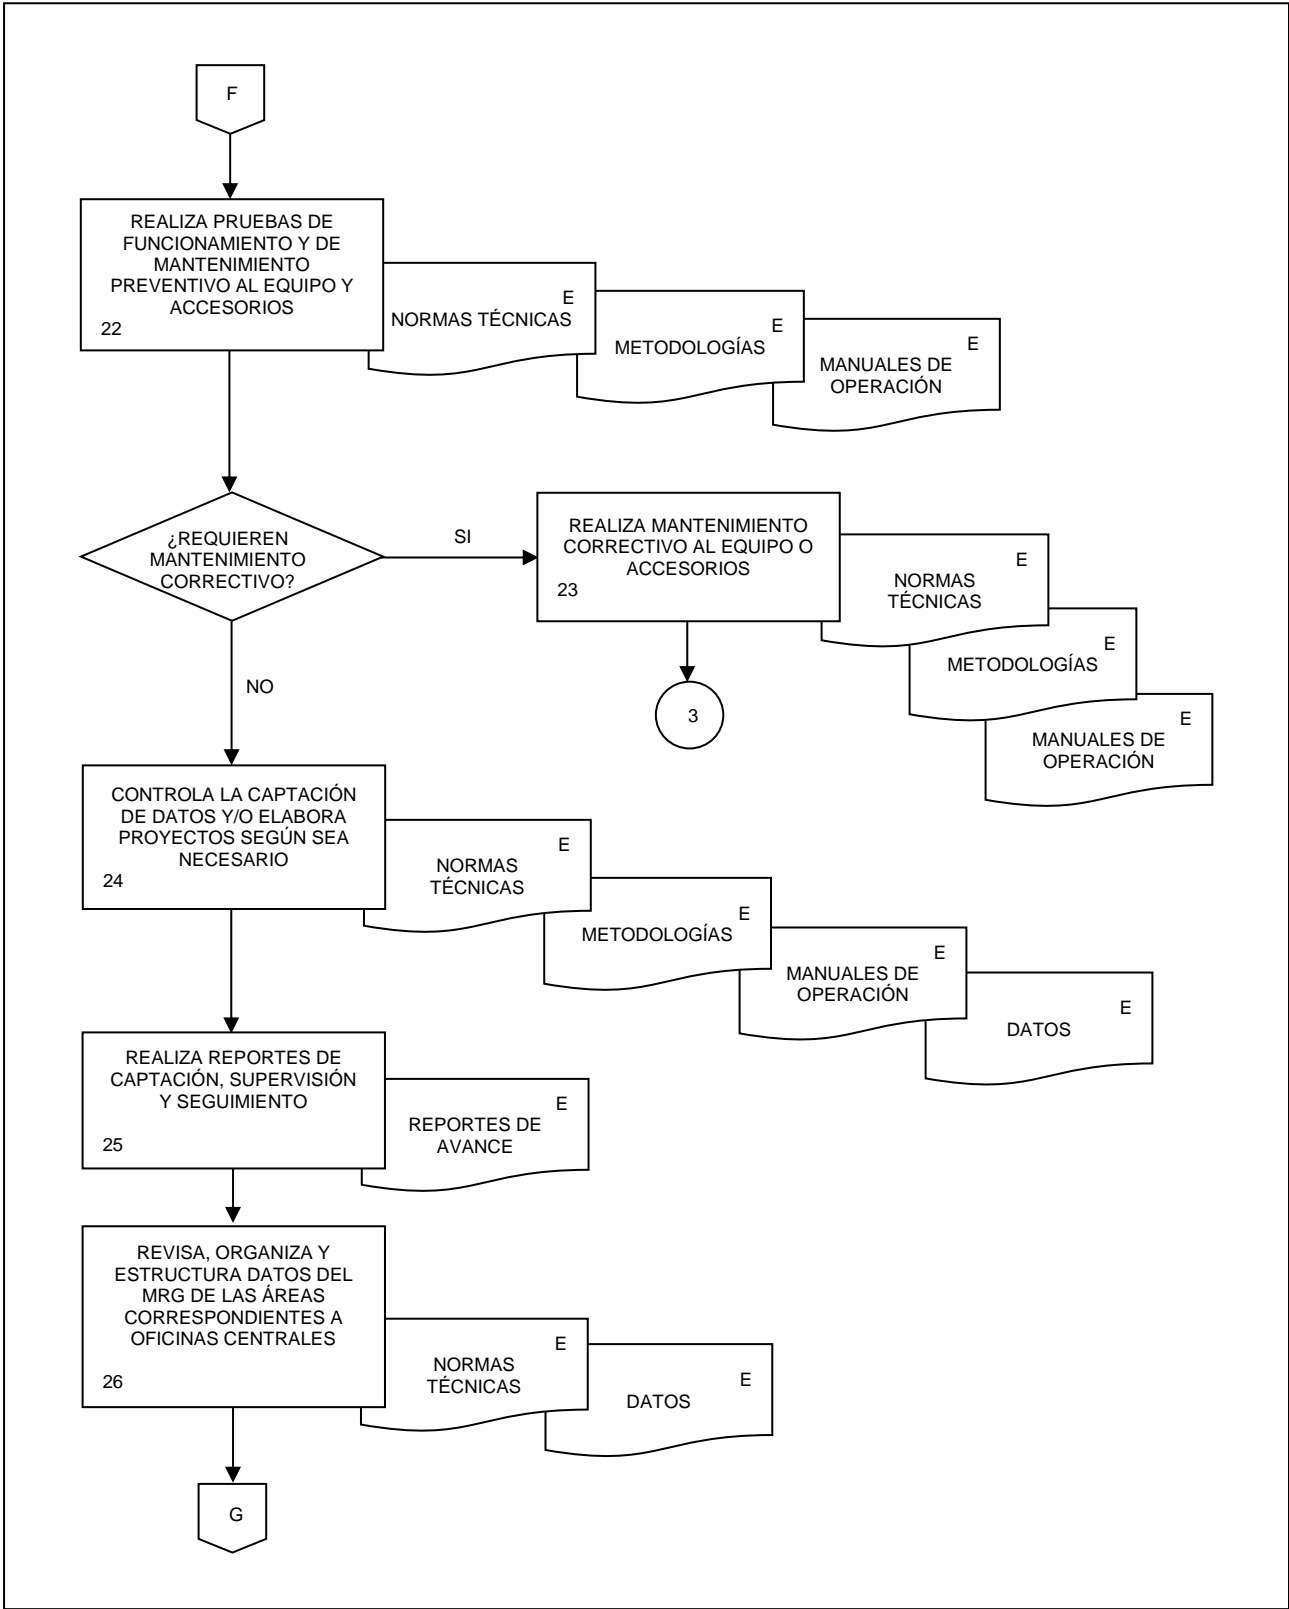 F
REALIZA PRUEBAS DE
FUNCIONAMIENTO Y DE
MANTENIMIENTO
PREVENTIVO AL EQUIPO Y
ACCESORIOS
22
E
NORMAS TÉCNICAS
E
METODOLOGÍAS
E
MANUALES DE
OPERACIÓN
¿REQUIEREN
MANTENIMIENTO
CORRECTIVO?
SI
REALIZA MANTENIMIENTO
CORRECTIVO AL EQUIPO O
ACCESORIOS
23
E
NORMAS
TÉCNICAS
E
METODOLOGÍAS
E
MANUALES DE
OPERACIÓN
3
NO
CONTROLA LA CAPTACIÓN
DE DATOS Y/O ELABORA
PROYECTOS SEGÚN SEA
NECESARIO
24
E
NORMAS
TÉCNICAS
E
METODOLOGÍAS
E
MANUALES DE
OPERACIÓN
E
DATOS
REALIZA REPORTES DE
CAPTACIÓN, SUPERVISIÓN
Y SEGUIMIENTO
25
E
REPORTES DE
AVANCE
REVISA, ORGANIZA Y
ESTRUCTURA DATOS DEL
MRG DE LAS ÁREAS
CORRESPONDIENTES A
OFICINAS CENTRALES
26
E
NORMAS
TÉCNICAS
E
DATOS
G